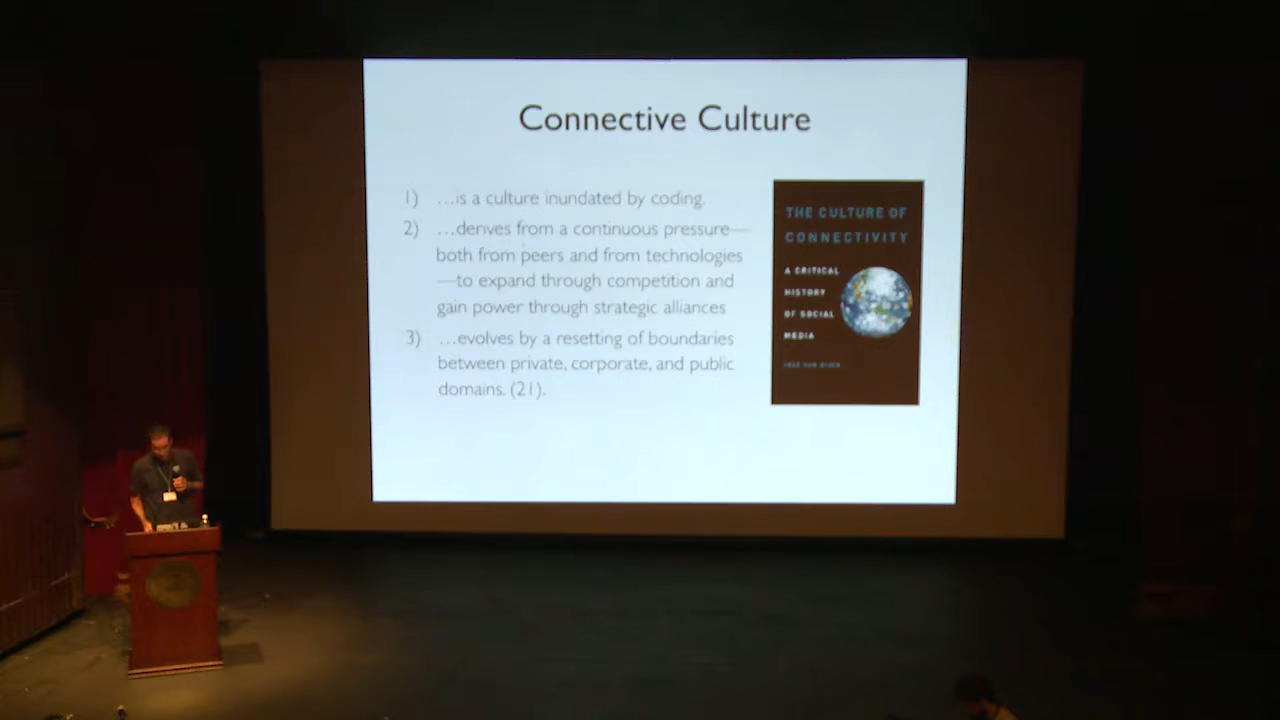 Connective Culture
1) …is a culture inundated by coding.
2) …derives from a continuous pressure—
both from peers and from technologies
—to expand through competition and
gain power through strategic alliances
3) …evolves by a resetting of boundaries
between private, corporate, and public
domains. (21).
THE CULTURE OF
CONNECTIVITY
A CRITICAL
HISTORY
OF SOCIAL
MEDIA